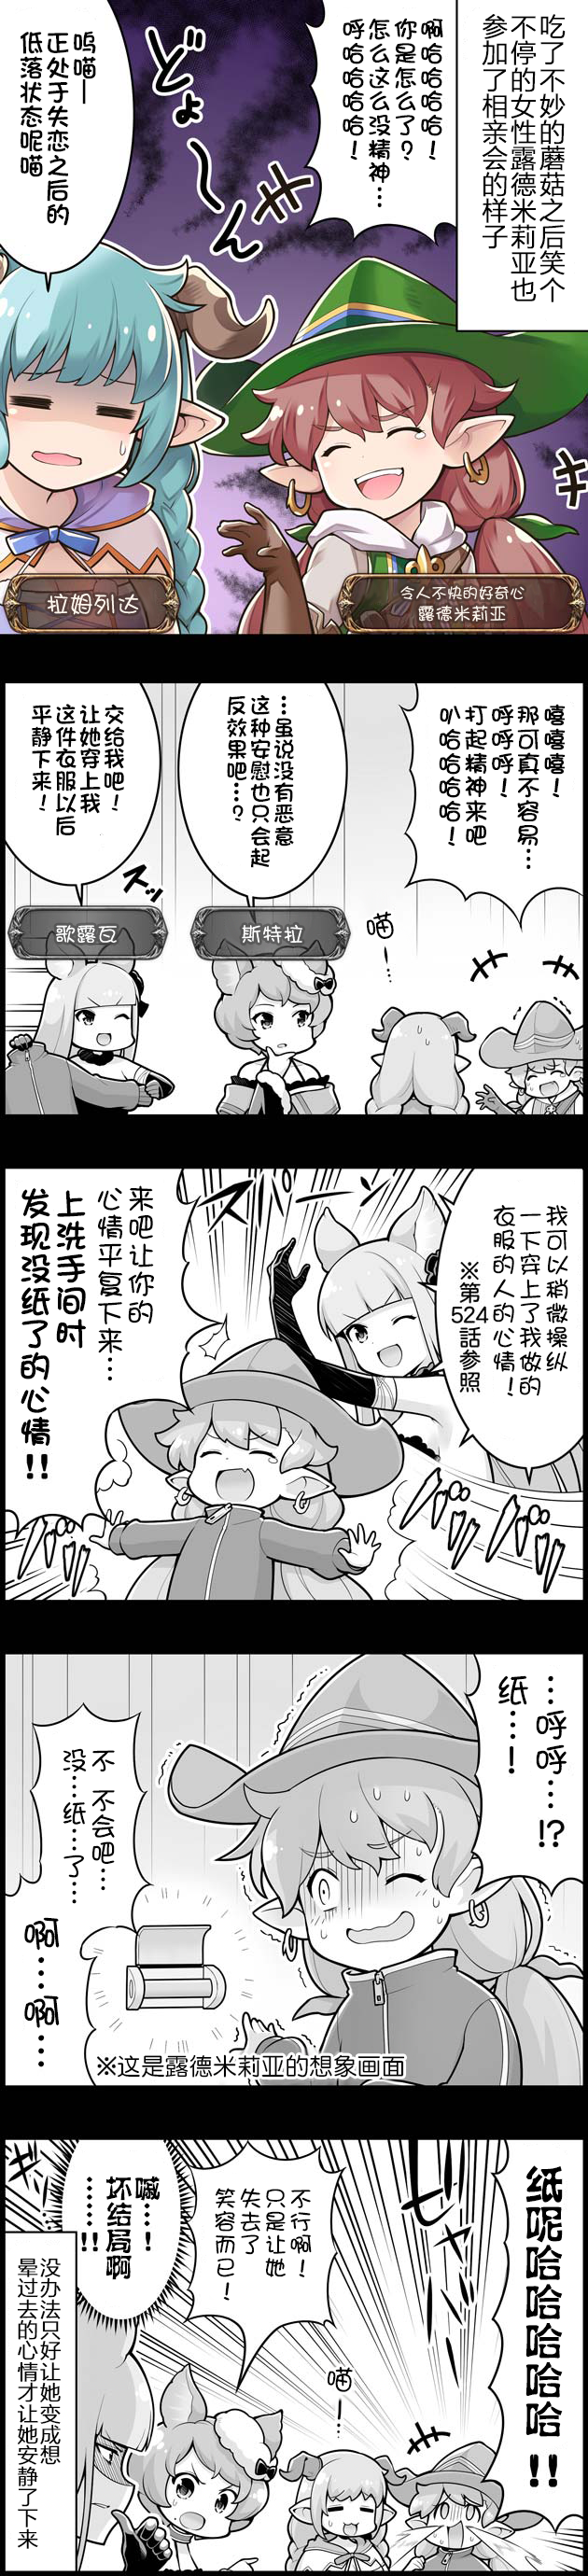 吃了不妙的蘑菇之后笑个
不停的女性露德米莉亚也
参加了相亲会的样子
啊哈哈哈哈！
你是怎么了？
怎么这么没精神…
呼哈哈哈哈！
どよ～ん
呜喵—
正处于失恋之后的
低落状态呢喵
令人不快的好奇心
露德米莉亚
拉姆列达
嘻嘻嘻！
那可真不容易…
呼呼呼！
打起精神来吧
叭哈哈哈哈！
喵…
…虽说没有恶意
这种安慰也只会起
反效果吧…？
斯特拉
交给我吧！
让她穿上我
这件衣服以后
平静下来！
スッ
歌露瓦
我可以稍微操纵
一下穿上了我做的
衣服的人的心情！
※第524話参照
ズバーッ
来吧让你的
心情平复下来…
上洗手间时
发现没纸了的心情！！
…呼呼…！？
纸…！
不 不会吧…
没…纸…了…
啊…啊…
※这是露德米莉亚的想象画面
纸呢哈哈哈哈哈哈！！
ビシッ
不行啊！
只是让她
失去了
笑容而已！
喵—！
嘁…！
坏结局啊
……！！
没办法只好让她变成想
晕过去的心情才让她安静了下来